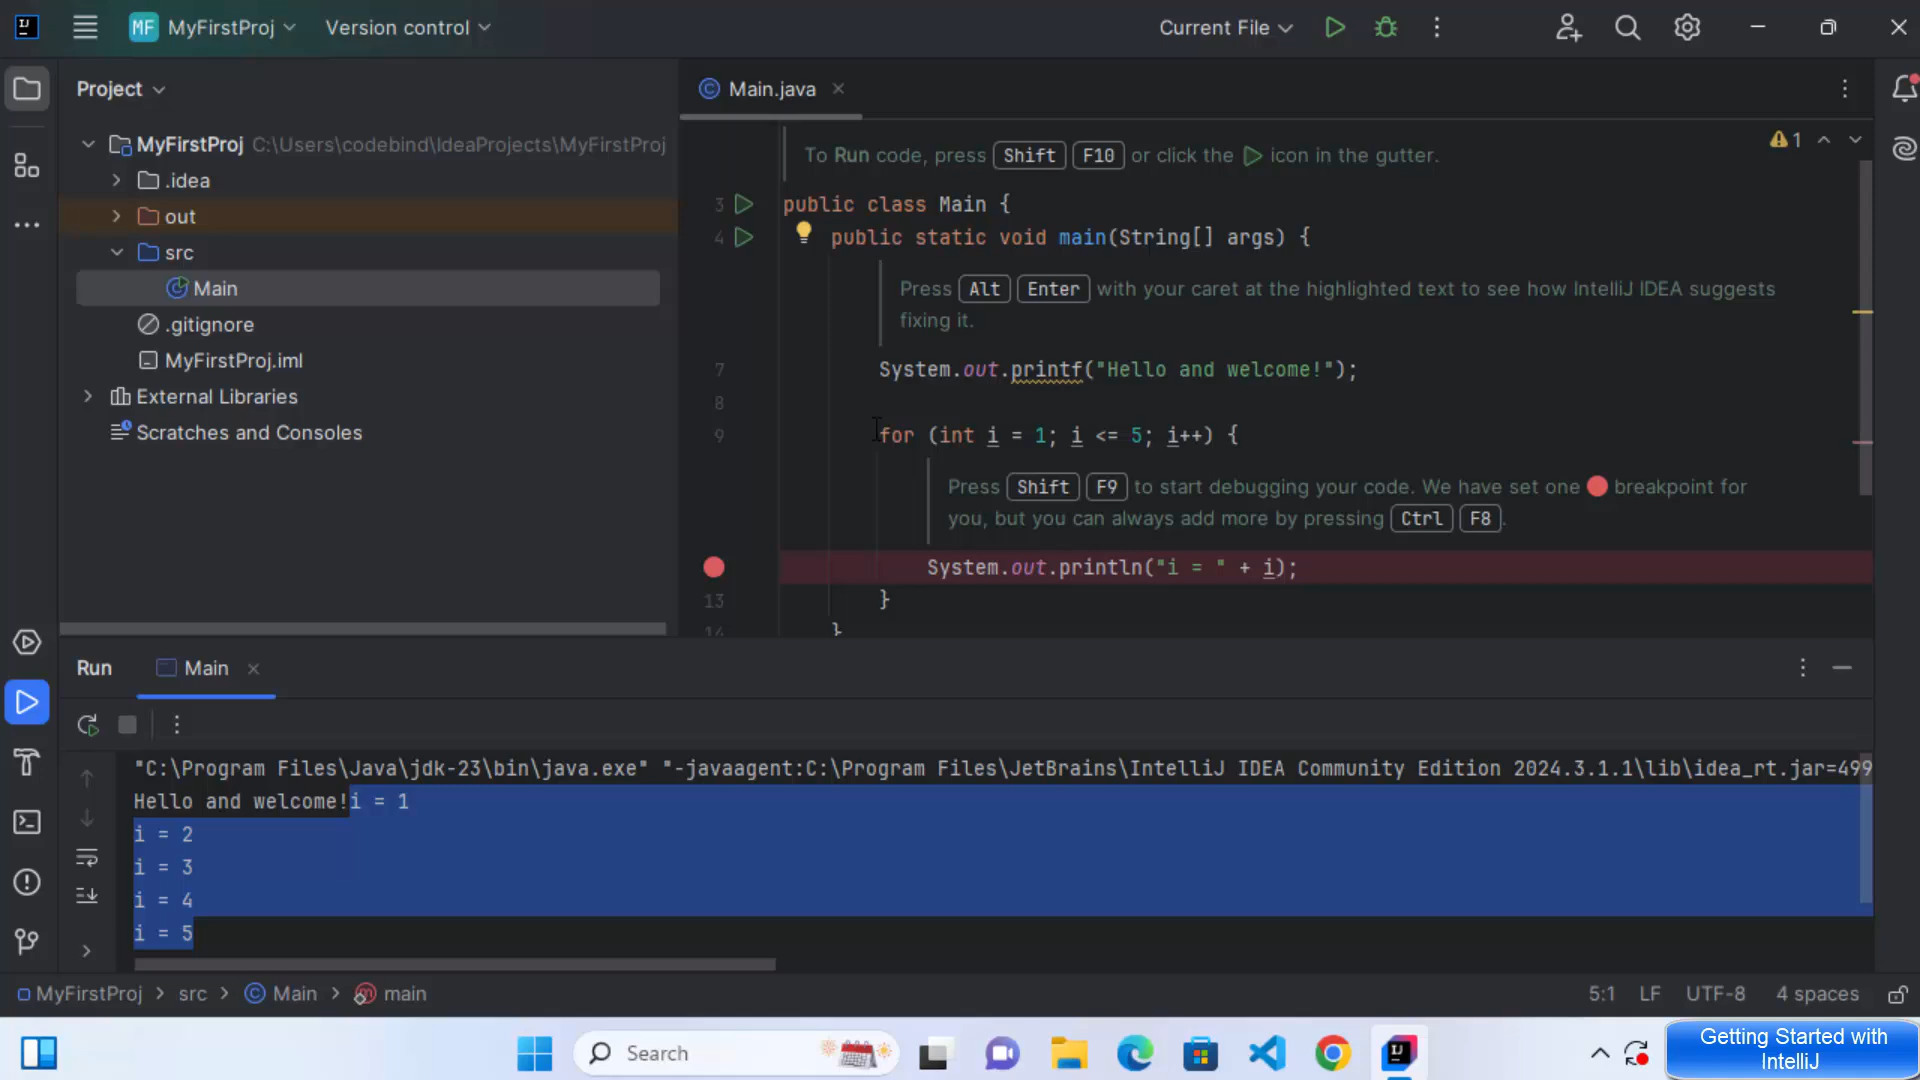 IJ
MF MyFirstProj
Version control
Current File
Project
Main.java
MyFirstProj C:\Users\codebind\IdeaProjects\MyFirstProj
.idea
out
src
Main
.gitignore
MyFirstProj.iml
External Libraries
Scratches and Consoles
1
To Run code, press Shift F10 or click the icon in the gutter.
3 public class Main {
4 public static void main(String[] args) {
Press Alt Enter with your caret at the highlighted text to see how IntelliJ IDEA suggests
fixing it.
7 System.out.printf("Hello and welcome!");
8
9 for (int i = 1; i <= 5; i++) {
Press Shift F9 to start debugging your code. We have set one breakpoint for
you, but you can always add more by pressing Ctrl F8.
System.out.println("i = " + i);
13 }
14 }
Run
Main
"C:\Program Files\Java\jdk-23\bin\java.exe" "-javaagent:C:\Program Files\JetBrains\IntelliJ IDEA Community Edition 2024.3.1.1\lib\idea_rt.jar=499
Hello and welcome!i = 1
i = 2
i = 3
i = 4
i = 5
MyFirstProj > src > Main > main
5:1 LF UTF-8 4 spaces
Search
IJ
Getting Started with
IntelliJ